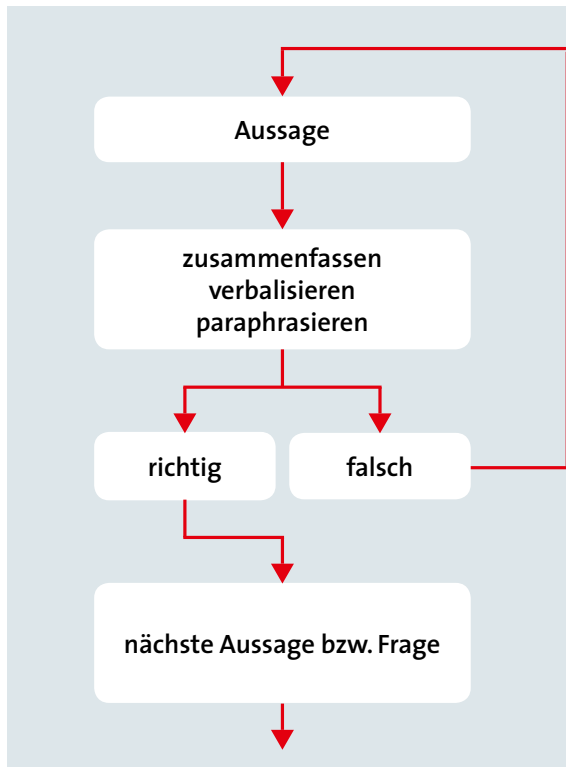 Aussage
zusammenfassen
verbalisieren
paraphrasieren
richtig
falsch
nächste Aussage bzw. Frage